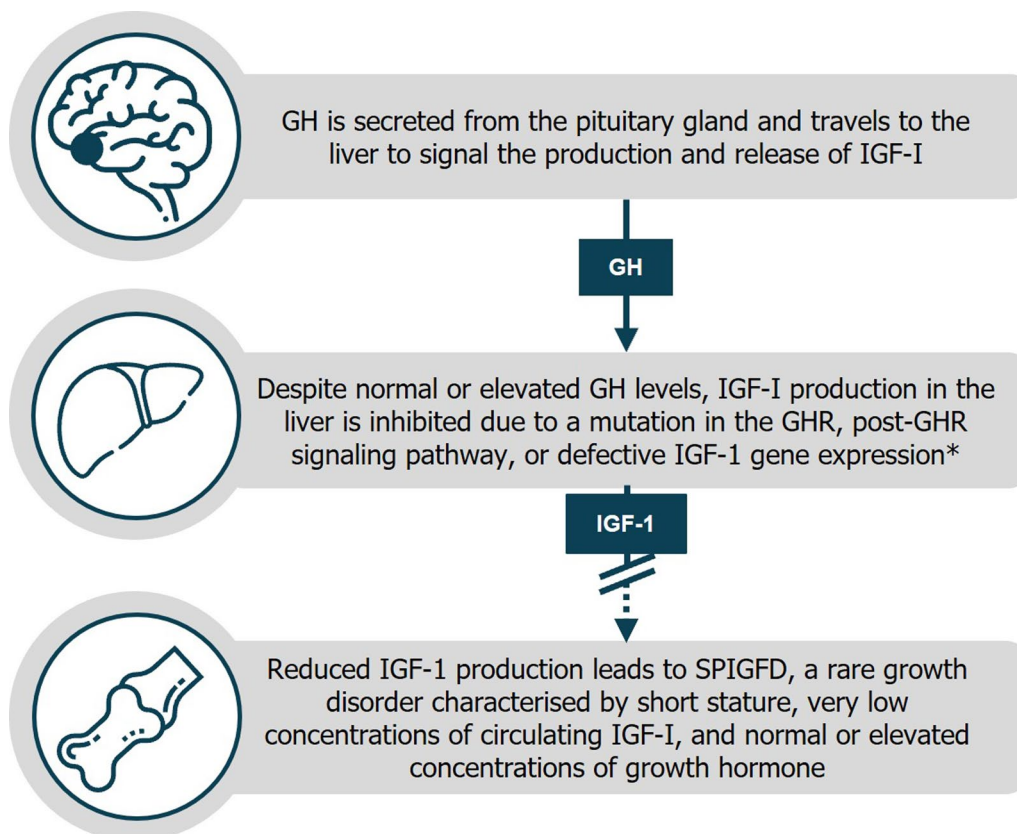 GH is secreted from the pituitary gland and travels to the
liver to signal the production and release of IGF-I
GH
Despite normal or elevated GH levels, IGF-I production in the
liver is inhibited due to a mutation in the GHR, post-GHR
signaling pathway, or defective IGF-1 gene expression*
IGF-1
Reduced IGF-1 production leads to SPIGFD, a rare growth
disorder characterised by short stature, very low
concentrations of circulating IGF-I, and normal or elevated
concentrations of growth hormone